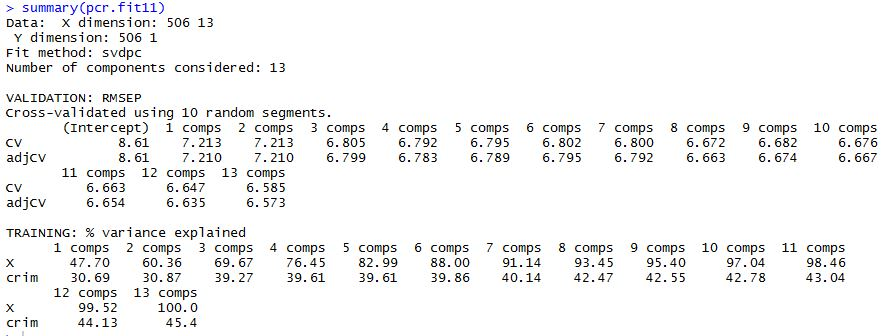 > summary(pcr.fit11)
Data: X dimension: 506 13
Y dimension: 506 1
Fit method: svdpc
Number of components considered: 13
VALIDATION: RMSEP
Cross-validated using 10 random segments.
(Intercept) 1 comps 2 comps 3 comps 4 comps 5 comps 6 comps 7 comps 8 comps 9 comps 10 comps
CV 8.61 7.213 7.213 6.805 6.792 6.795 6.802 6.800 6.672 6.682 6.676
adjCV 8.61 7.210 7.210 6.799 6.783 6.789 6.795 6.792 6.663 6.674 6.667
11 comps 12 comps 13 comps
CV 6.663 6.647 6.585
adjCV 6.654 6.635 6.573
TRAINING: % variance explained
1 comps 2 comps 3 comps 4 comps 5 comps 6 comps 7 comps 8 comps 9 comps 10 comps 11 comps
X 47.70 60.36 69.67 76.45 82.99 88.00 91.14 93.45 95.40 97.04 98.46
crim 30.69 30.87 39.27 39.61 39.61 39.86 40.14 42.47 42.55 42.78 43.04
12 comps 13 comps
X 99.52 100.0
crim 44.13 45.4